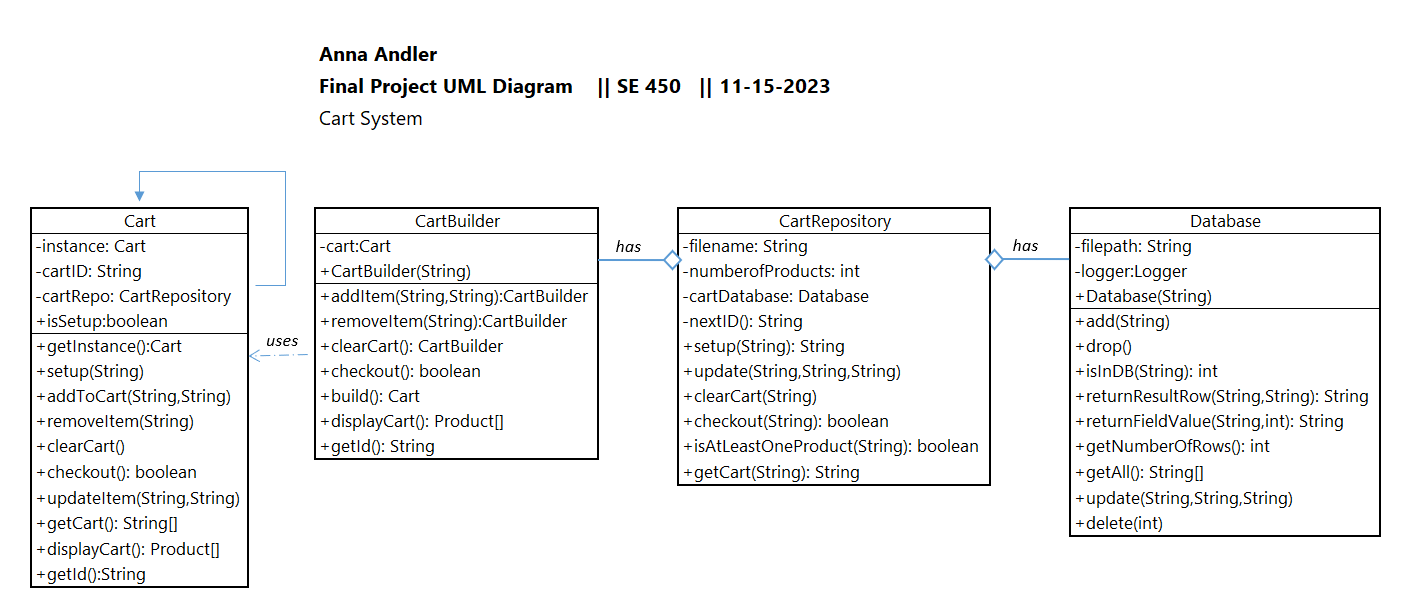 Anna Andler
Final Project UML Diagram || SE 450 || 11-15-2023
Cart System
Cart
-instance: Cart
-cartID: String
-cartRepo: CartRepository
+isSetup:boolean
+getInstance():Cart
+setup(String)
+addToCart(String,String)
+removeItem(String)
+clearCart()
+checkout(): boolean
+updateItem(String,String)
+getCart(): String[]
+displayCart(): Product[]
+getId():String
uses
CartBuilder
-cart:Cart
+CartBuilder(String)
+addItem(String,String):CartBuilder
+removeItem(String):CartBuilder
+clearCart(): CartBuilder
+checkout(): boolean
+build(): Cart
+displayCart(): Product[]
+getId(): String
has
CartRepository
-filename: String
-numberofProducts: int
-cartDatabase: Database
-nextID(): String
+setup(String): String
+update(String,String,String)
+clearCart(String)
+checkout(String): boolean
+isAtLeastOneProduct(String): boolean
+getCart(String): String
has
Database
-filepath: String
-logger:Logger
+Database(String)
+add(String)
+drop()
+isInDB(String): int
+returnResultRow(String,String): String
+returnFieldValue(String,int): String
+getNumberOfRows(): int
+getAll(): String[]
+update(String,String,String)
+delete(int)